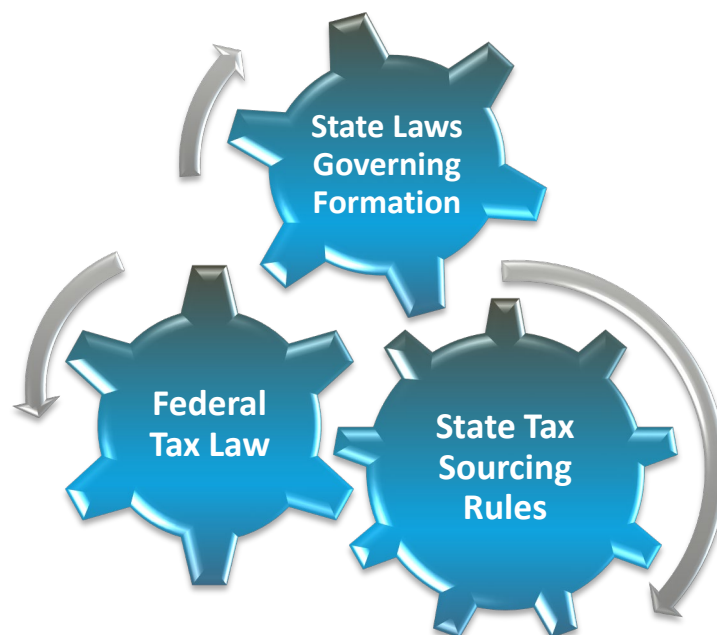 State Laws
Governing
Formation
Federal
Tax Law
State Tax
Sourcing
Rules